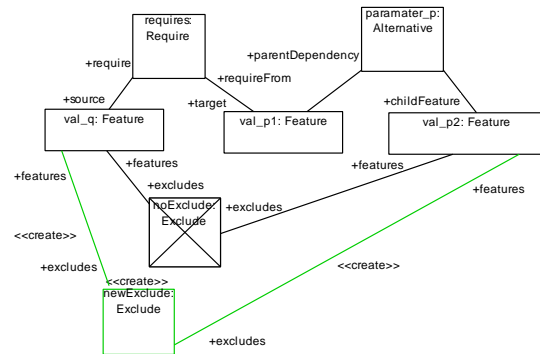 requires:
Require
paramater_p:
Alternative
+require
+requireFrom
+parentDependency
+source
+target
+childFeature
val_q: Feature
val_p1: Feature
val_p2: Feature
+features
+features
+features
+features
+excludes
+excludes
noExclude:
Exclude
<<create>>
<<create>>
+excludes
<<create>>
newExclude:
Exclude
+excludes